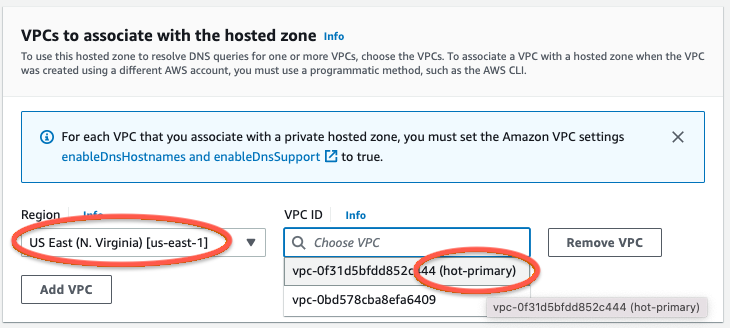 VPCs to associate with the hosted zone Info
To use this hosted zone to resolve DNS queries for one or more VPCs, choose the VPCs. To associate a VPC with a hosted zone when the VPC
was created using a different AWS account, you must use a programmatic method, such as the AWS CLI.
For each VPC that you associate with a private hosted zone, you must set the Amazon VPC settings
enableDnsHostnames and enableDnsSupport to true.
Region Info
VPC ID Info
US East (N. Virginia) [us-east-1]
Choose VPC
Remove VPC
vpc-0f31d5bfdd852c444 (hot-primary)
Add VPC
vpc-0bd578cba8efa6409
vpc-0f31d5bfdd852c444 (hot-primary)